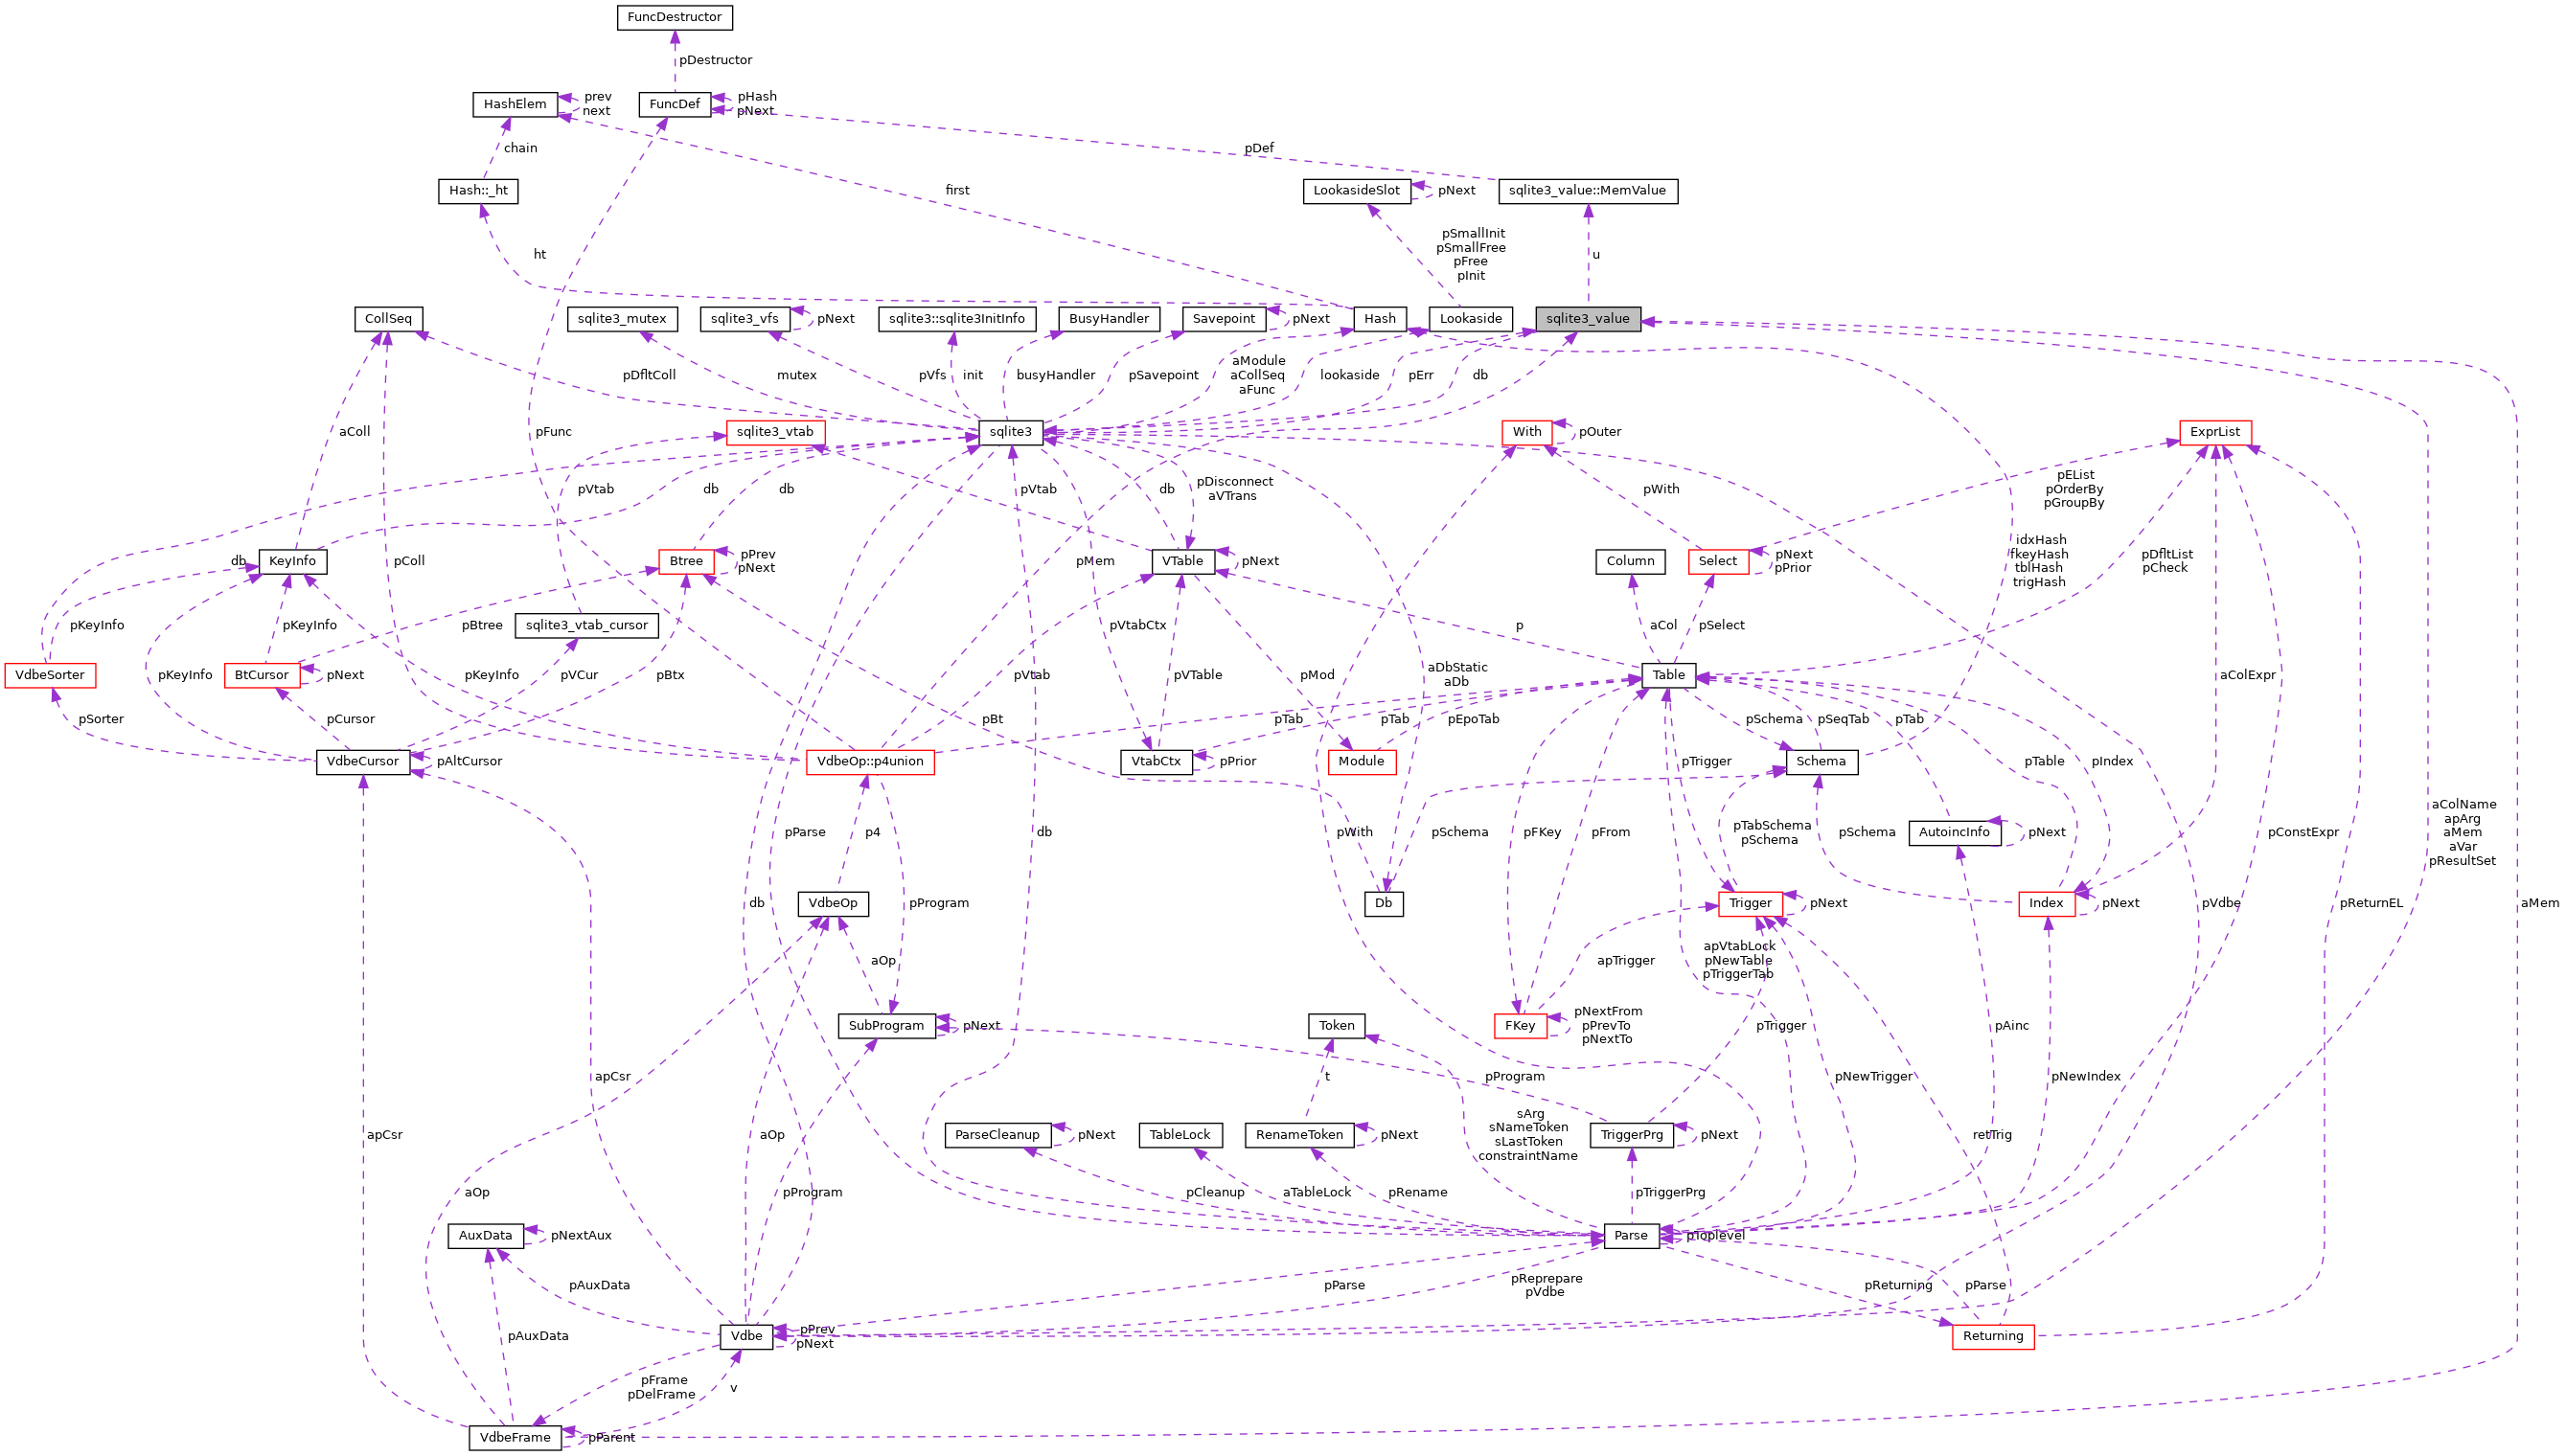 FuncDestructor
pDestructor
HashElem
prev
next
FuncDef
pHash
pNext
chain
pDef
Hash::_ht
first
LookasideSlot
pNext
sqlite3_value::MemValue
ht
pSmallInit
pSmallFree
pFree
pInit
u
CollSeq
sqlite3_mutex
sqlite3_vfs
pNext
sqlite3::sqlite3InitInfo
BusyHandler
Savepoint
pNext
Hash
Lookaside
sqlite3_value
pDfltColl
mutex
pVfs
init
busyHandler
pSavepoint
aModule
aCollSeq
aFunc
lookaside
pErr
db
aColl
pFunc
sqlite3_vtab
sqlite3
With
pOuter
ExprList
pVtab
db
db
pVtab
db
pDisconnect
aVTrans
pWith
pEList
pOrderBy
pGroupBy
db
KeyInfo
pColl
Btree
pPrev
pNext
pMem
VTable
pNext
Column
Select
pNext
pPrior
idxHash
fkeyHash
tblHash
trigHash
pDfltList
pCheck
pKeyInfo
pKeyInfo
pBtree
sqlite3_vtab_cursor
pVtabCtx
p
aCol
pSelect
VdbeSorter
BtCursor
pNext
pKeyInfo
pKeyInfo
pVCur
pBtx
pVtab
pVTable
pMod
aDbStatic
aDb
Table
aColExpr
pSorter
pCursor
pBt
pTab
pTab
pEpoTab
pSchema
pSeqTab
pTab
VdbeCursor
pAltCursor
VdbeOp::p4union
VtabCtx
pPrior
Module
pTrigger
Schema
pTable
pIndex
pParse
p4
db
pWith
pSchema
pFKey
pFrom
pTabSchema
pSchema
pSchema
AutoincInfo
pNext
pConstExpr
aColName
apArg
aMem
aVar
pResultSet
db
VdbeOp
pProgram
Db
Trigger
pNext
Index
pNext
pVdbe
pReturnEL
aMem
aOp
apTrigger
apVtabLock
pNewTable
pTriggerTab
SubProgram
pNext
Token
FKey
pNextFrom
pPrevTo
pNextTo
pTrigger
pAinc
apCsr
t
pProgram
pNewTrigger
pNewIndex
apCsr
aOp
ParseCleanup
pNext
TableLock
RenameToken
pNext
sArg
sNameToken
sLastToken
constraintName
TriggerPrg
pNext
retTrig
aOp
pProgram
pCleanup
aTableLock
pRename
pTriggerPrg
AuxData
pNextAux
Parse
pToplevel
pAuxData
pParse
pReprepare
pVdbe
pReturning
pParse
pAuxData
Vdbe
pPrev
pNext
Returning
pFrame
pDelFrame
v
VdbeFrame
pParent